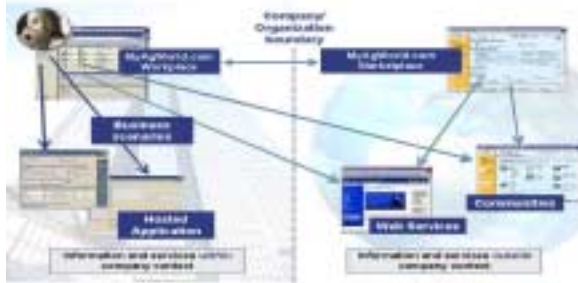 Company/
Organization
boundary
MyAgWorld.com
Workplace
MyAgWorld.com
Marketplace
Business
scenarios
Hosted
Application
Web Services
Communities
Information and services within
company context
Information and services outside
company context